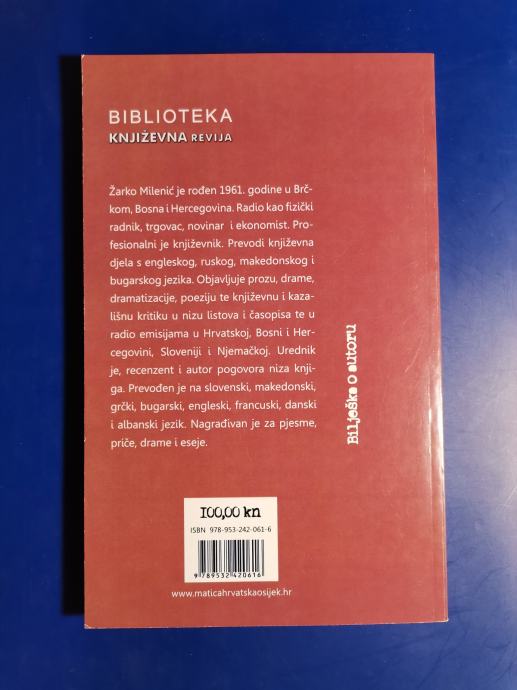 BIBLIOTEKA
KNJIŽEVNA REVIJA
Žarko Milenić je rođen 1961. godine u Brč-
kom, Bosna i Hercegovina. Radio kao fizički
radnik, trgovac, novinar i ekonomist. Pro-
fesionalni je književnik. Prevodi književna
djela s engleskog, ruskog, makedonskog i
bugarskog jezika. Objavljuje prozu, drame,
dramatizacije, poeziju te književnu i kaza-
lišnu kritiku u nizu listova i časopisa te u
radio emisijama u Hrvatskoj, Bosni i Her-
cegovini, Sloveniji i Njemačkoj. Urednik
je, recenzent i autor pogovora niza knji-
ga. Prevođen je na slovenski, makedonski,
grčki, bugarski, engleski, francuski, danski
i albanski jezik. Nagrađivan je za pjesme,
priče, drame i eseje.
Bilješka o autoru
100,00 kn
ISBN 978-953-242-061-6
9 789532 420616
www.maticahrvatskaosijek.hr